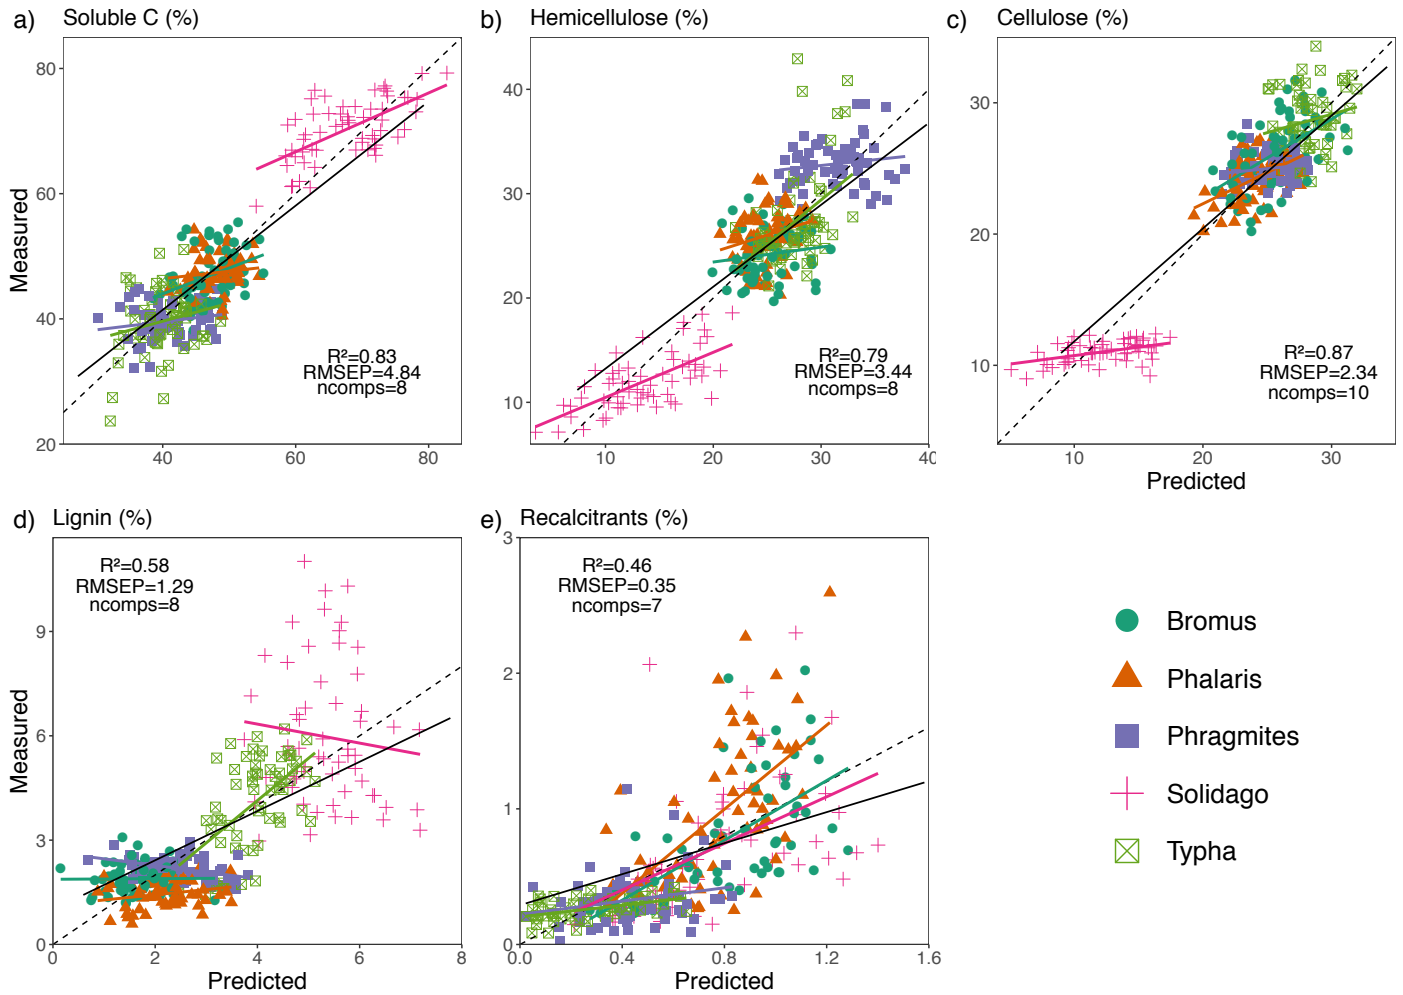 a) Soluble C (%)
b) Hemicellulose (%)
c) Cellulose (%)
Measured
80
60
40
20
40
60
80
R²=0.83
RMSEP=4.84
ncomps=8
40
30
20
10
10
20
30
40
R²=0.79
RMSEP=3.44
ncomps=8
30
20
10
10
20
30
R²=0.87
RMSEP=2.34
ncomps=10
Predicted
d) Lignin (%)
e) Recalcitrants (%)
Measured
9
6
3
0
0
2
4
6
8
R²=0.58
RMSEP=1.29
ncomps=8
Predicted
3
2
1
0
0.0
0.4
0.8
1.2
1.6
R²=0.46
RMSEP=0.35
ncomps=7
Predicted
Bromus
Phalaris
Phragmites
Solidago
Typha